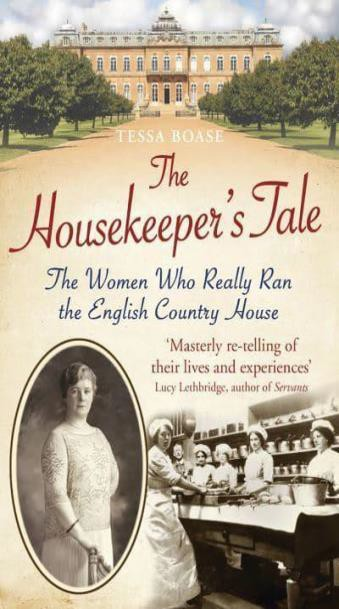 TESSA BOASE
The
Housekeeper's Tale
The Women Who Really Ran
the English Country House
'Masterly re-telling of
their lives and experiences'
Lucy Lethbridge, author of Servants